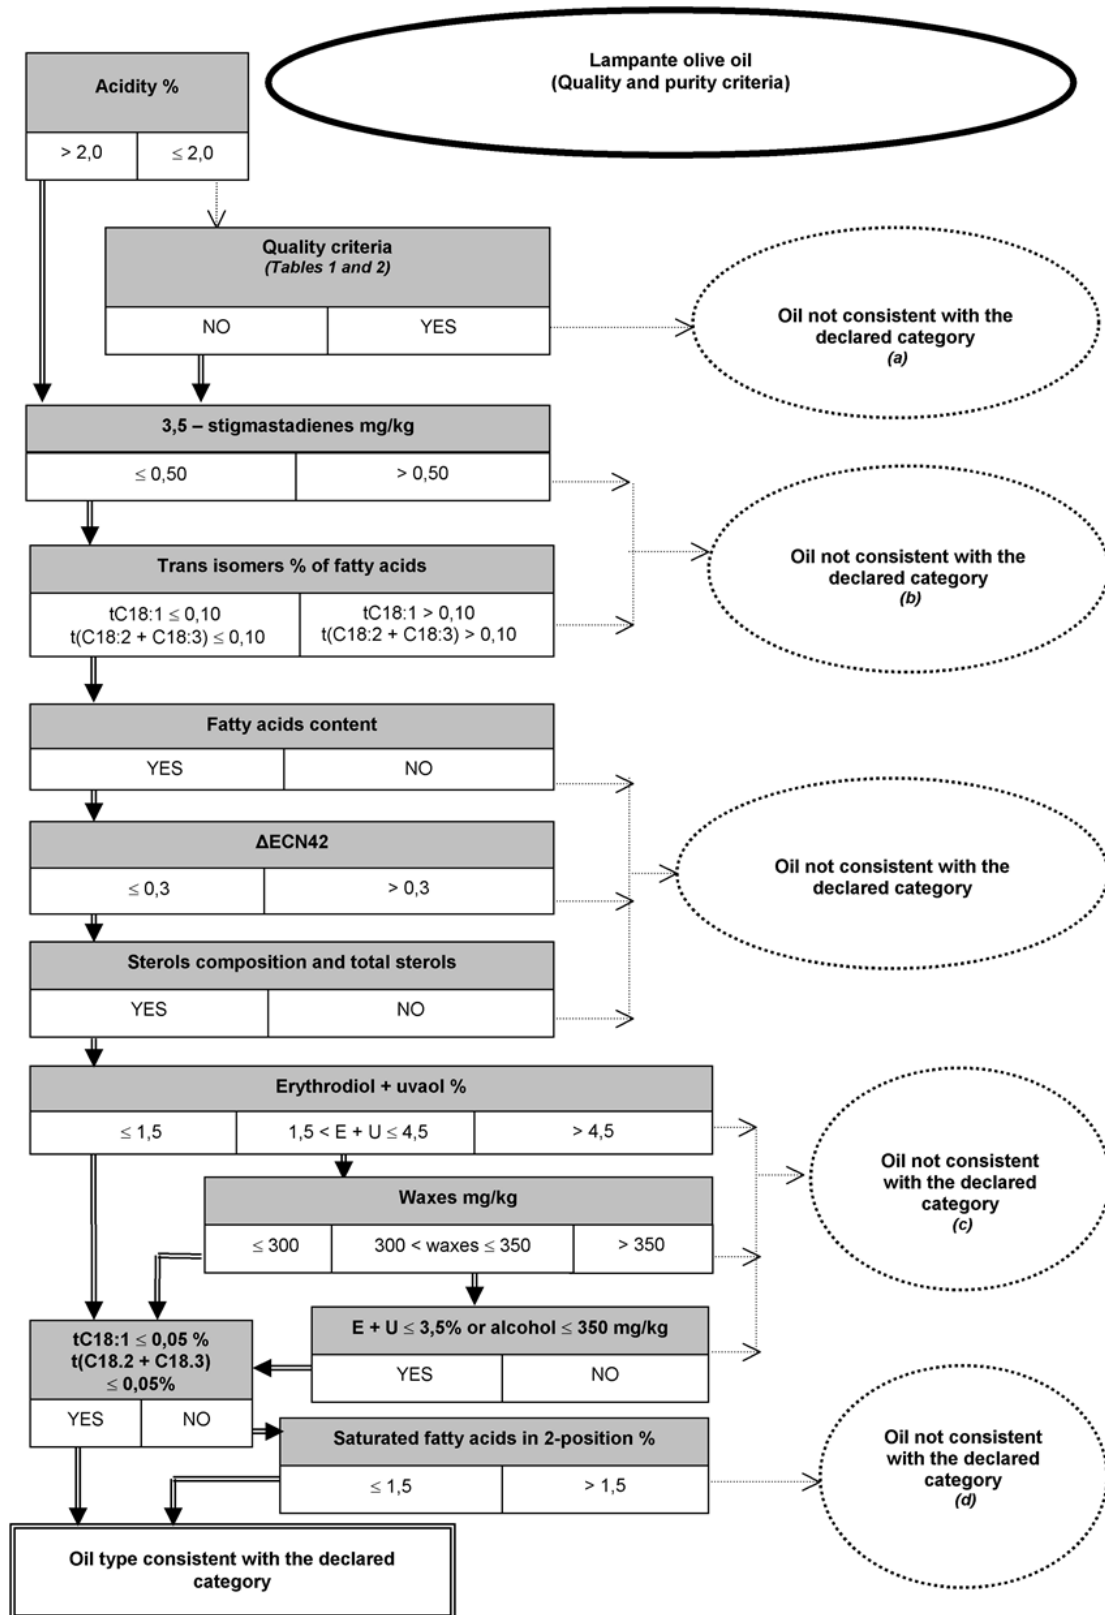 Lampante olive oil
(Quality and purity criteria)
Acidity %
> 2,0
≤ 2,0
Quality criteria
(Tables 1 and 2)
NO
YES
Oil not consistent with the
declared category
(a)
3,5 – stigmastadienes mg/kg
≤ 0,50
> 0,50
Oil not consistent with the
declared category
(b)
Trans isomers % of fatty acids
tC18:1 ≤ 0,10
t(C18:2 + C18:3) ≤ 0,10
tC18:1 > 0,10
t(C18:2 + C18:3) > 0,10
Fatty acids content
YES
NO
ΔECN42
≤ 0,3
> 0,3
Oil not consistent with the
declared category
Sterols composition and total sterols
YES
NO
Erythrodiol + uvaol %
≤ 1,5
1,5 < E + U ≤ 4,5
> 4,5
Oil not consistent
with the declared
category
(c)
Waxes mg/kg
≤ 300
300 < waxes ≤ 350
> 350
E + U ≤ 3,5% or alcohol ≤ 350 mg/kg
YES
NO
tC18:1 ≤ 0,05 %
t(C18.2 + C18.3)
≤ 0,05%
YES
NO
Saturated fatty acids in 2-position %
≤ 1,5
> 1,5
Oil not consistent
with the declared
category
(d)
Oil type consistent with the declared
category